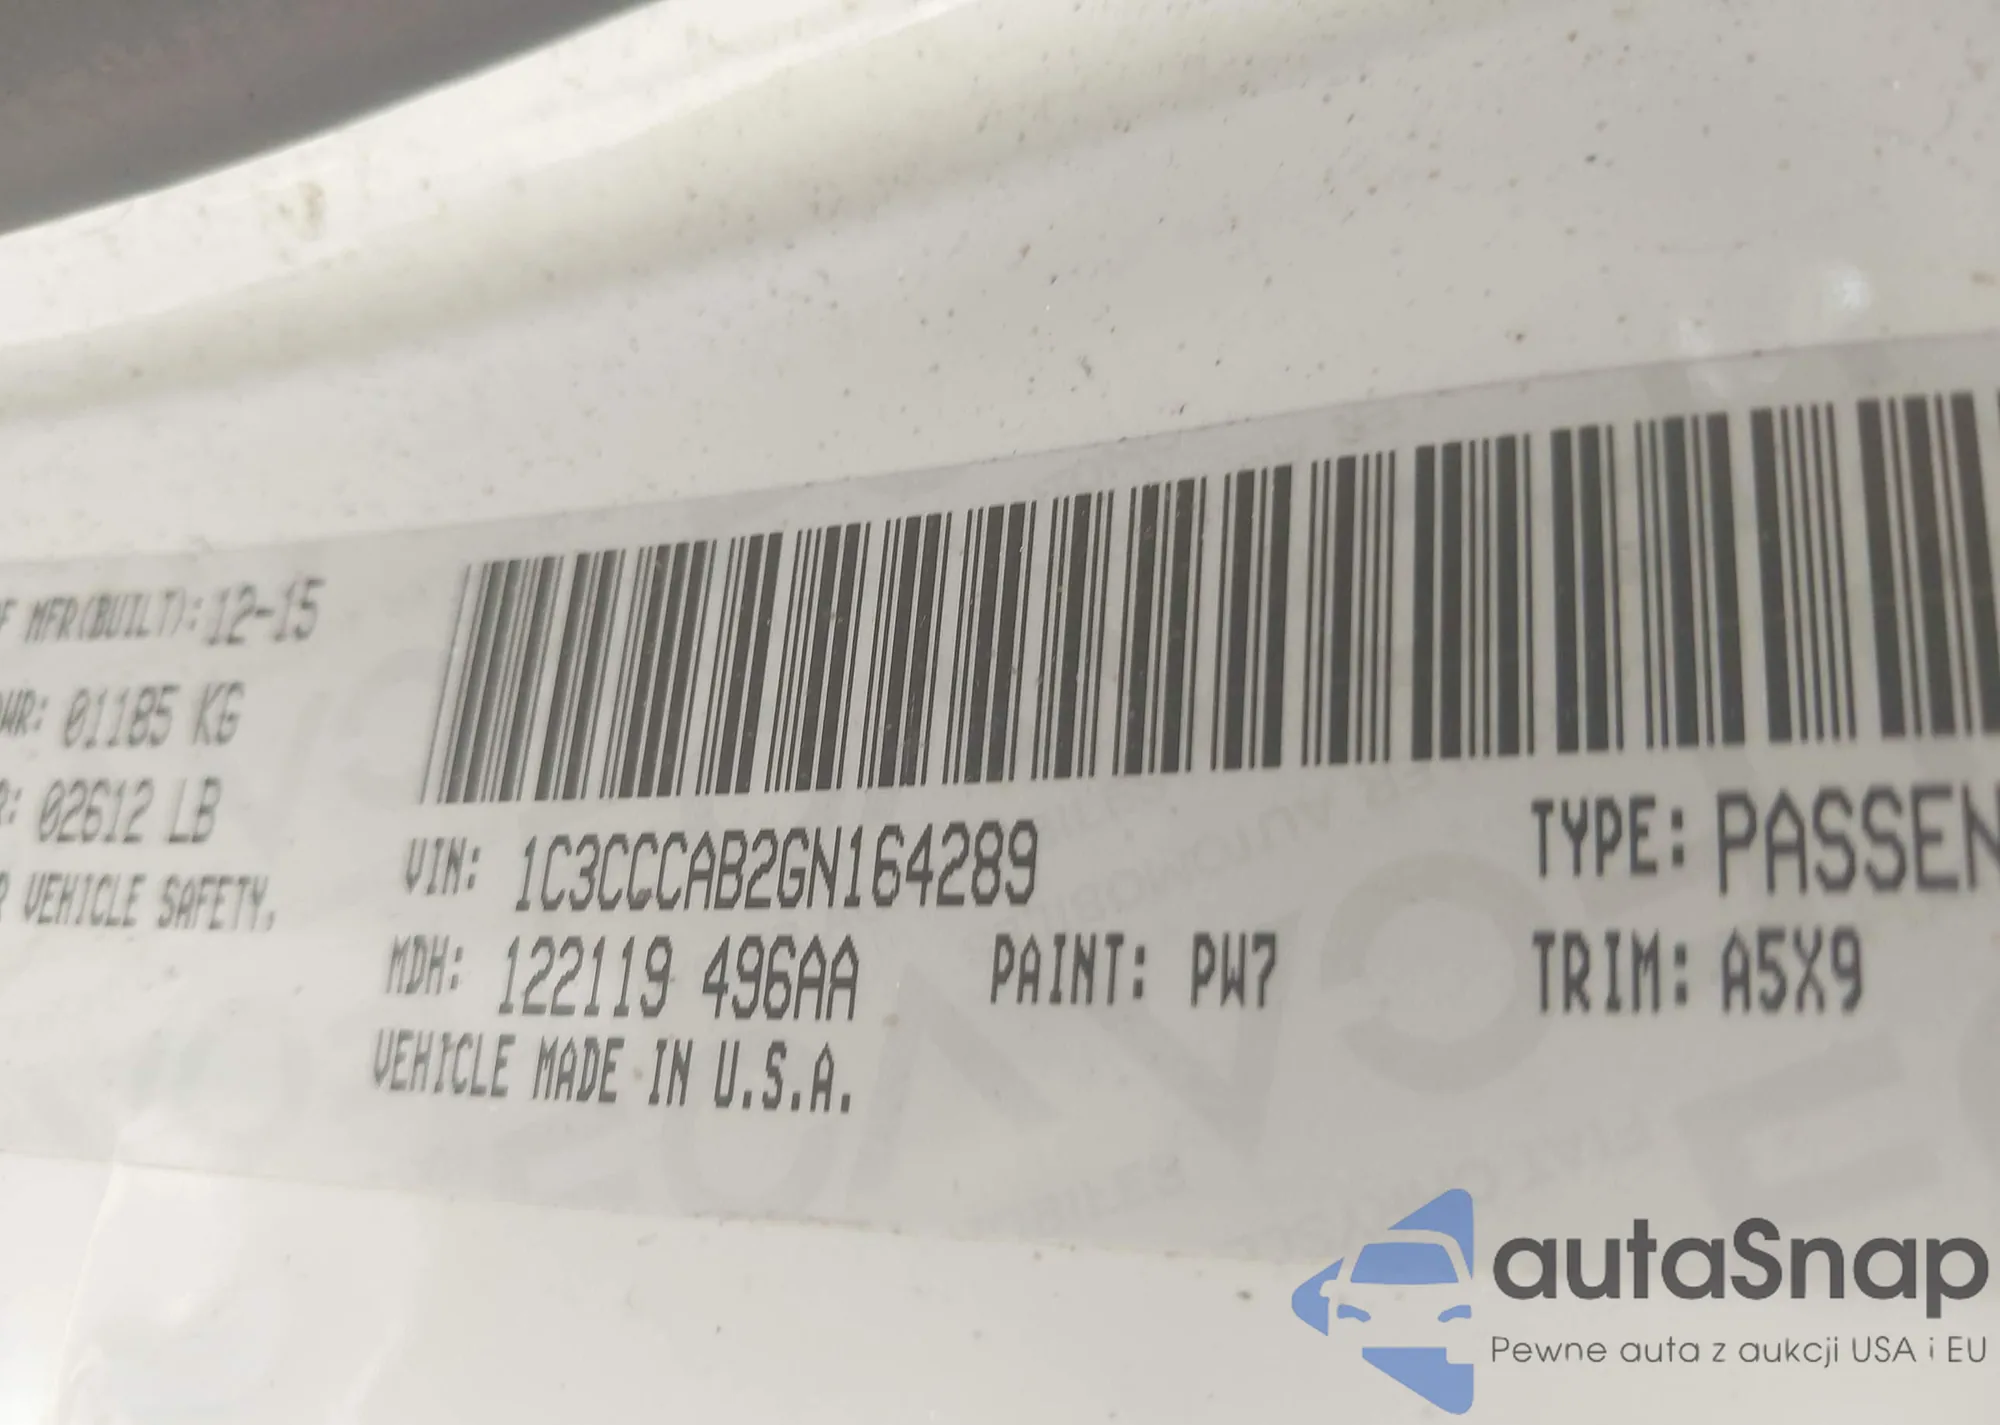 F MFR(BUILT): 12-15
WR: 01185 KG
R: 02612 LB
R VEHICLE SAFETY,
VIN: 1C3CCCAB2GN164289
TYPE: PASSEN
MDH: 122119 496AA
PAINT: PW7
TRIM: A5X9
VEHICLE MADE IN U.S.A.
autaSnap
Pewne auta z aukcji USA i EU